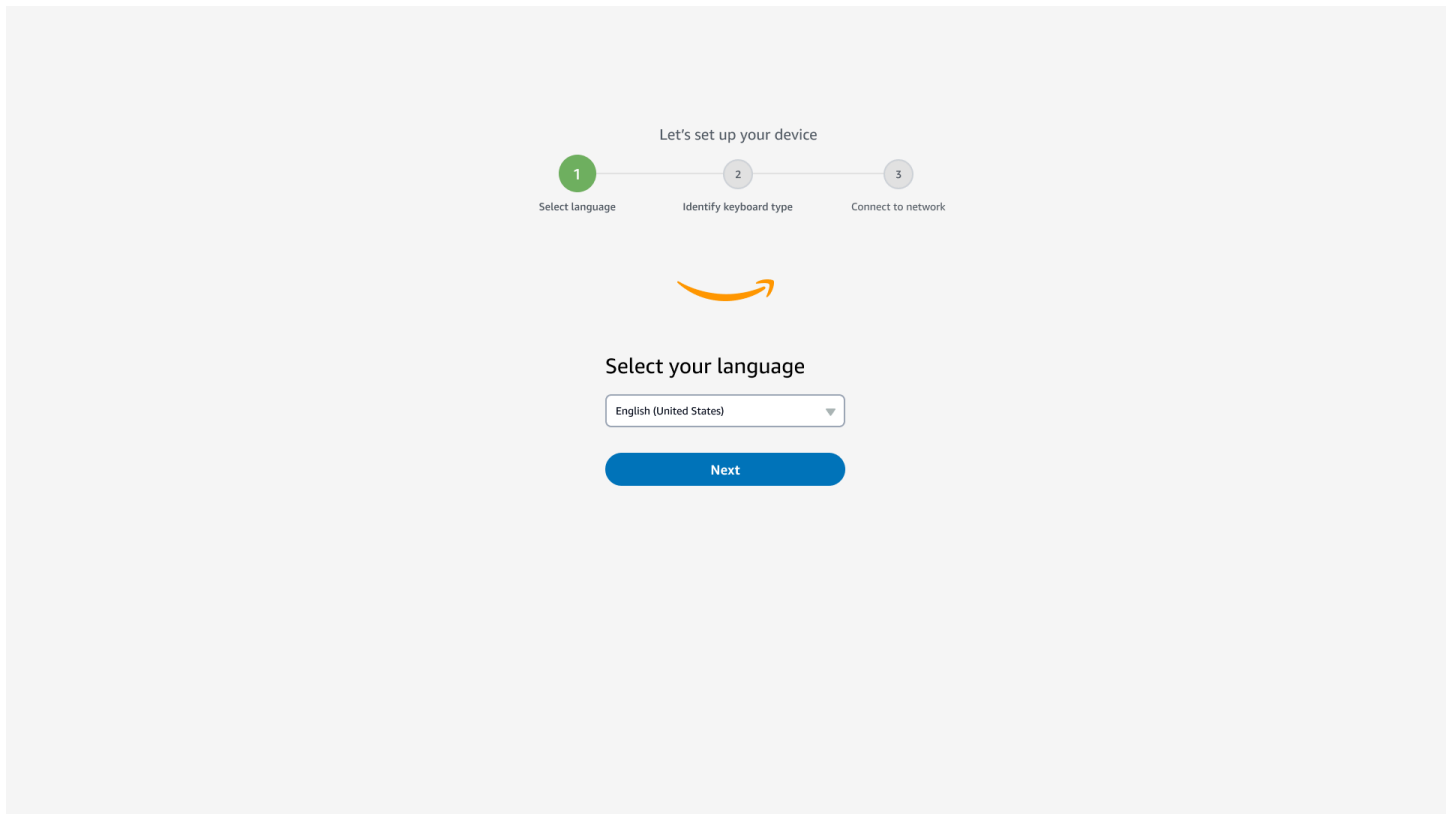 Let's set up your device
1
2
3
Select language
Identify keyboard type
Connect to network
Select your language
English (United States)
Next